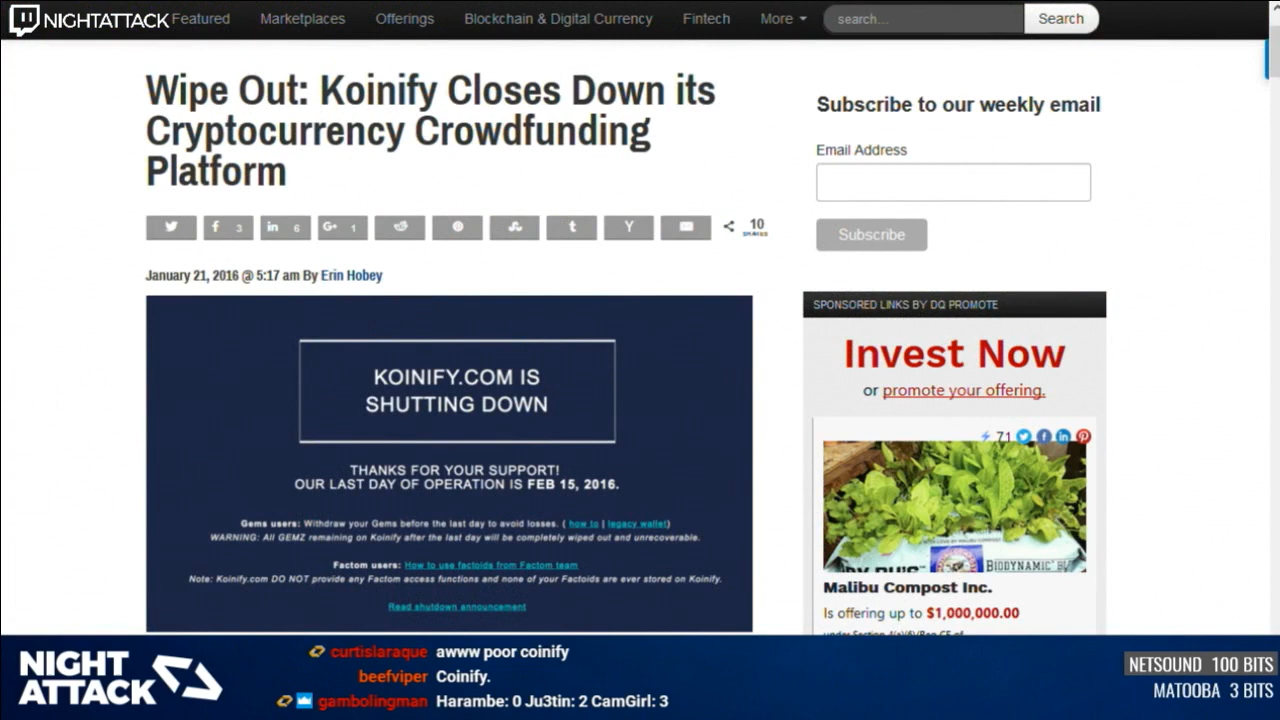 NIGHTATTACK
Featured Marketplaces Offerings Blockchain & Digital Currency Fintech More search... Search
Wipe Out: Koinify Closes Down its
Cryptocurrency Crowdfunding
Platform
3 6 1 10
SHARES
January 21, 2016 @ 5:17 am By Erin Hobey
KOINIFY.COM IS
SHUTTING DOWN
THANKS FOR YOUR SUPPORT!
OUR LAST DAY OF OPERATION IS FEB 15, 2016.
Gems users: Withdraw your Gems before the last day to avoid losses. ( how to | legacy wallet)
WARNING: All GEMZ remaining on Koinify after the last day will be completely wiped out and unrecoverable.
Factom users: How to use factoids from Factom team
Note: Koinify.com DO NOT provide any Factom access functions and none of your Factoids are ever stored on Koinify.
Read shutdown announcement
Subscribe to our weekly email
Email Address
Subscribe
SPONSORED LINKS BY DQ PROMOTE
Invest Now
or promote your offering.
71
BIODYNAMIC
Malibu Compost Inc.
Is offering up to $1,000,000.00
under Section
NIGHT
ATTACK
curtislaraque awww poor coinify
beefviper Coinify.
gambolingman Harambe: 0 Ju3tin: 2 CamGirl: 3
NETSOUND 100 BITS
MATOOBA 3 BITS